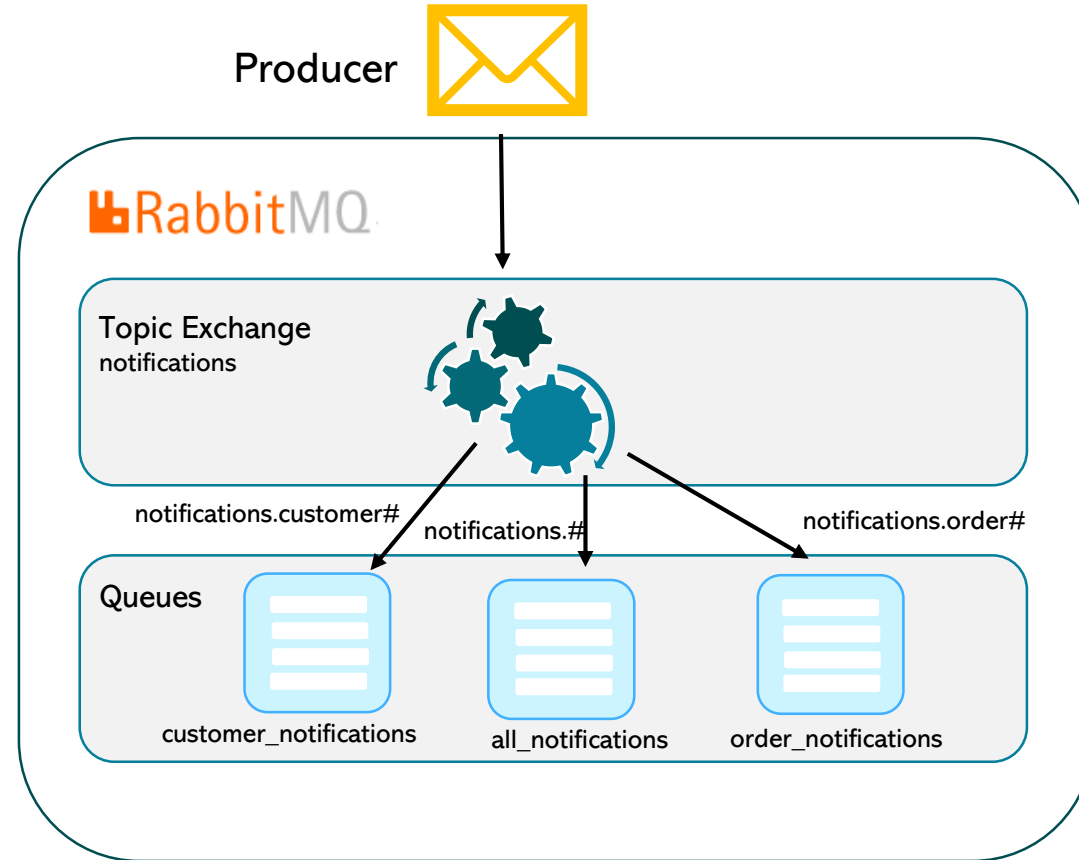 Producer
RabbitMQ
Topic Exchange
notifications
notifications.customer#
notifications.#
notifications.order#
Queues
customer_notifications
all_notifications
order_notifications